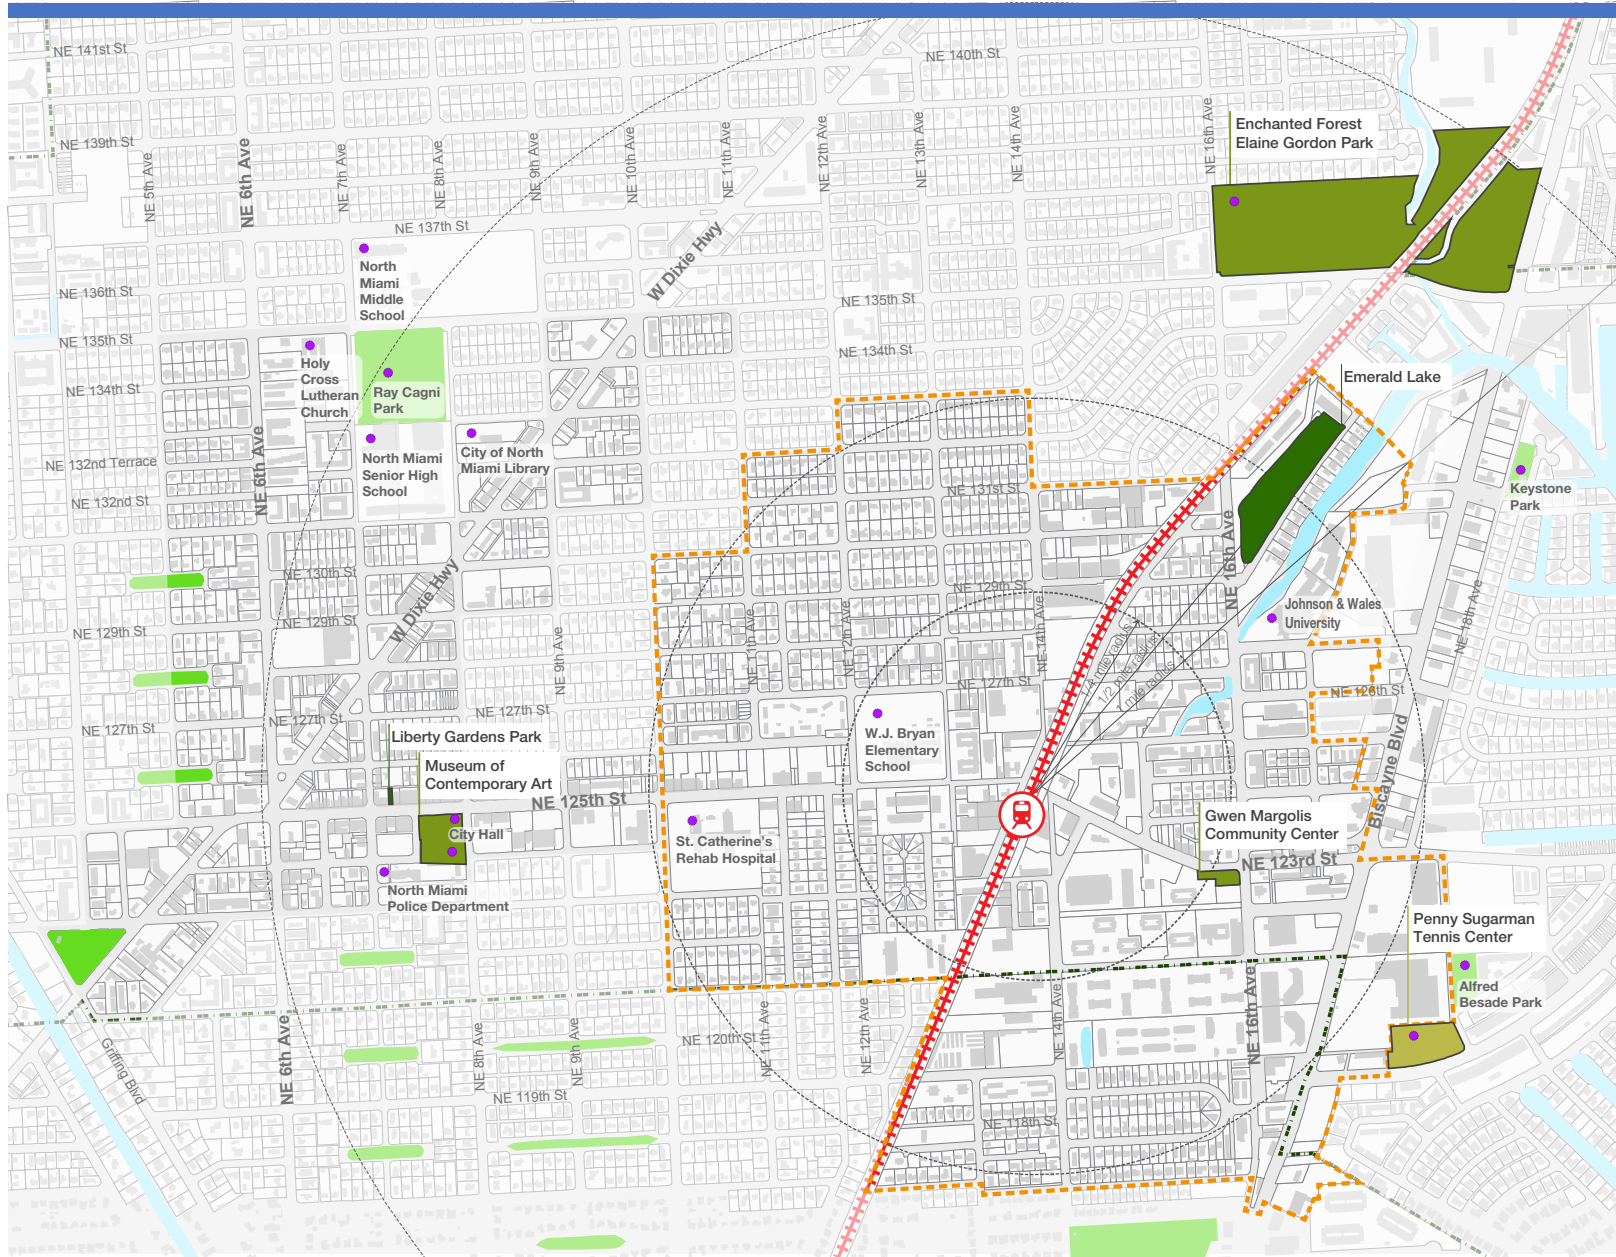 NE 141st St
NE 140th St
NE 139th St
NE 5th Ave
NE 6th Ave
NE 7th Ave
NE 8th Ave
NE 9th Ave
NE 10th Ave
NE 11th Ave
NE 12th Ave
NE 13th Ave
NE 14th Ave
NE 16th Ave
Enchanted Forest
Elaine Gordon Park
NE 137th St
W Dixie Hwy
North
Miami
Middle
School
NE 136th St
NE 135th St
NE 135th St
NE 134th St
NE 134th St
Holy
Cross
Lutheran
Church
Ray Cagni
Park
Emerald Lake
NE 6th Ave
NE 132nd Terrace
NE 132nd St
North Miami
Senior High
School
City of North
Miami Library
NE 131st St
Keystone
Park
NE 130th St
NE 129th St
NE 129th St
NE 129th St
W Dixie Hwy
NE 9th Ave
NE 11th Ave
NE 12th Ave
NE 14th Ave
NE 16th Ave
NE 18th Ave
Johnson & Wales
University
1/4 mile radius
1/2 mile radius
1 mile radius
NE 127th St
NE 127th St
NE 127th St
NE 127th St
NE 126th St
Liberty Gardens Park
Museum of
Contemporary Art
W.J. Bryan
Elementary
School
Biscayne Blvd
NE 125th St
City Hall
St. Catherine's
Rehab Hospital
Gwen Margolis
Community Center
NE 123rd St
North Miami
Police Department
Penny Sugarman
Tennis Center
Alfred
Besade Park
Griffing Blvd
NE 6th Ave
NE 8th Ave
NE 9th Ave
NE 11th Ave
NE 12th Ave
NE 14th Ave
NE 16th Ave
NE 120th St
NE 119th St
NE 118th St